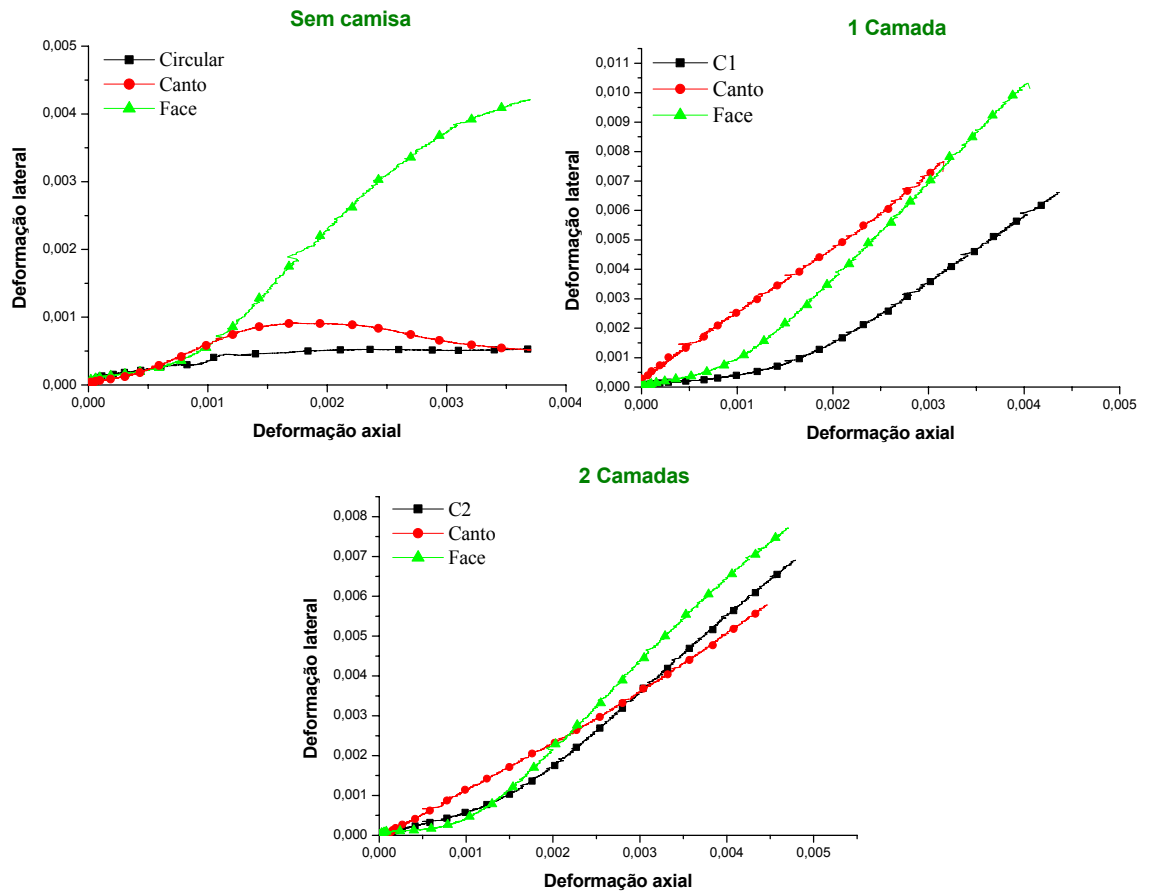 Sem camisa
Circular
Canto
Face
Deformação lateral
0,005
0,004
0,003
0,002
0,001
0,000
0,000 0,001 0,002 0,003 0,004
Deformação axial
1 Camada
C1
Canto
Face
Deformação lateral
0,011
0,010
0,009
0,008
0,007
0,006
0,005
0,004
0,003
0,002
0,001
0,000
0,000 0,001 0,002 0,003 0,004 0,005
Deformação axial
2 Camadas
C2
Canto
Face
Deformação lateral
0,008
0,007
0,006
0,005
0,004
0,003
0,002
0,001
0,000
0,000 0,001 0,002 0,003 0,004 0,005
Deformação axial